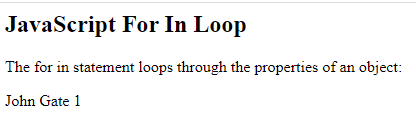 JavaScript For In Loop
The for in statement loops through the properties of an object:
John Gate 1